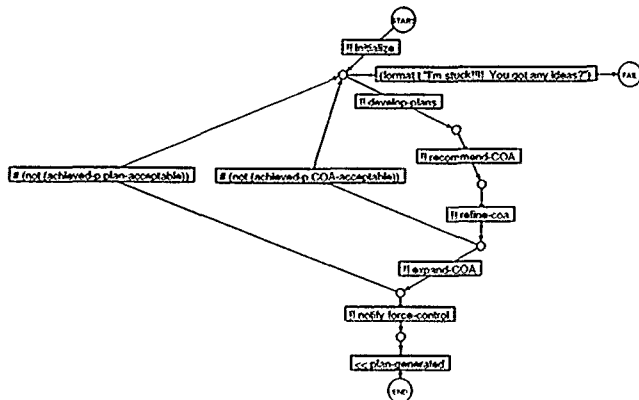 START
!! initialize
(format t "I'm stuck!!!! You got any ideas?")
FAIL
!! develop-plans
!! recommend-COA
# (not (achieved-p plan-acceptable))
# (not (achieved-p COA-acceptable))
!! refine-coa
!! expand-COA
!! notify force-control
<< plan-generated
END